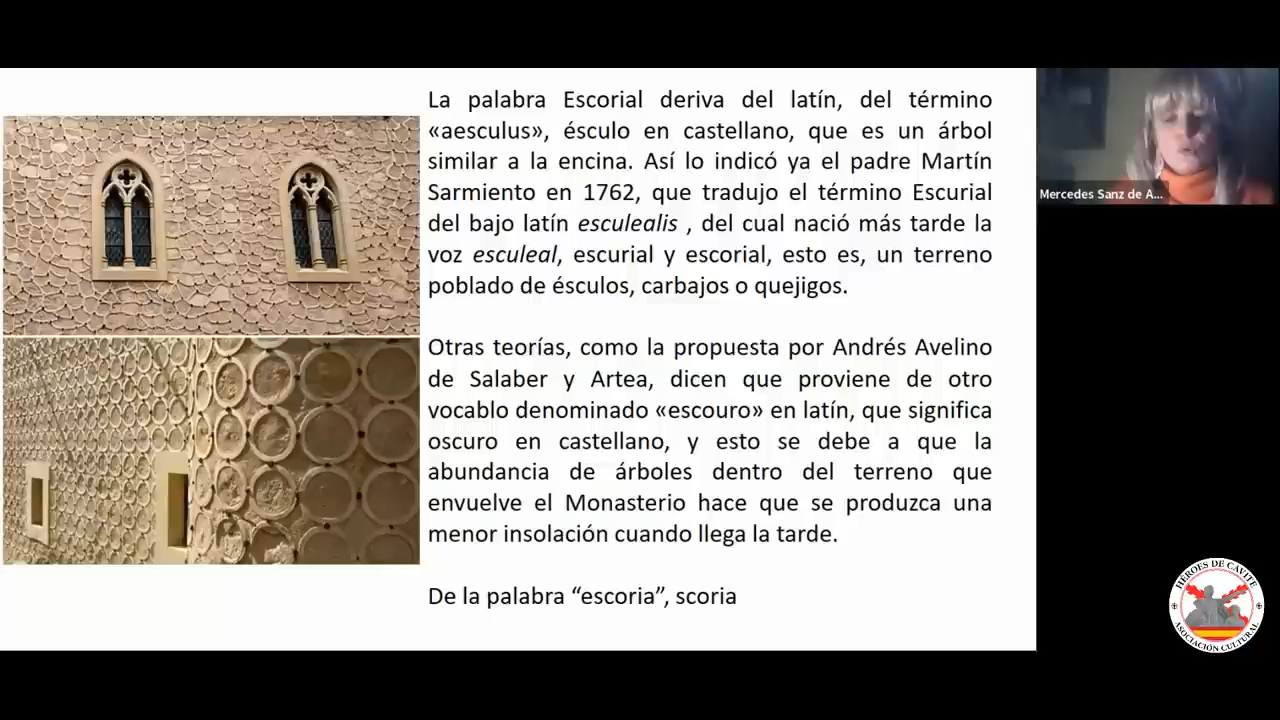 La palabra Escorial deriva del latín, del término
«aesculus», ésculo en castellano, que es un árbol
similar a la encina. Así lo indicó ya el padre Martín
Sarmiento en 1762, que tradujo el término Escurial
del bajo latín esculealis , del cual nació más tarde la
voz esculeal, escurial y escorial, esto es, un terreno
poblado de ésculos, carbajos o quejigos.
Otras teorías, como la propuesta por Andrés Avelino
de Salaber y Artea, dicen que proviene de otro
vocablo denominado «escouro» en latín, que significa
oscuro en castellano, y esto se debe a que la
abundancia de árboles dentro del terreno que
envuelve el Monasterio hace que se produzca una
menor insolación cuando llega la tarde.
De la palabra “escoria”, scoria
Mercedes Sanz de A...
HÉROES DE CAVITE
ASOCIACIÓN CULTURAL